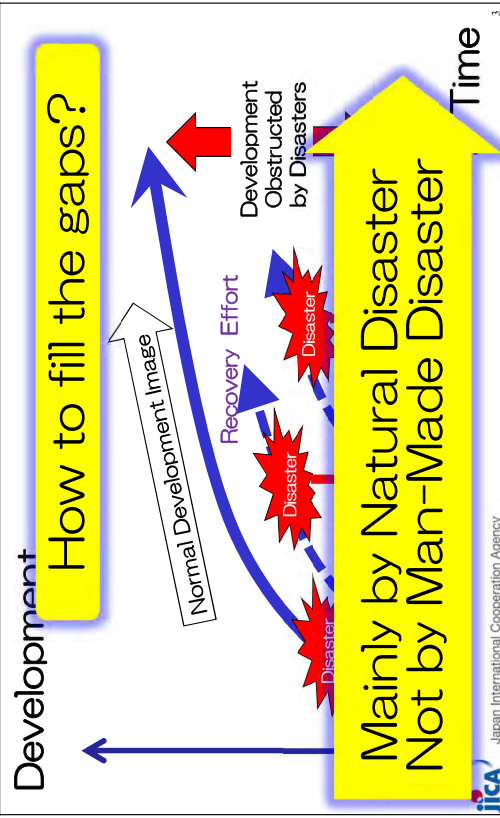 Development
How to fill the gaps?
Normal Development Image
Recovery Effort
Development
Obstructed
by Disasters
Disaster
Disaster
Disaster
Mainly by Natural Disaster
Not by Man-Made Disaster
Time
JICA
Japan International Cooperation Agency
3